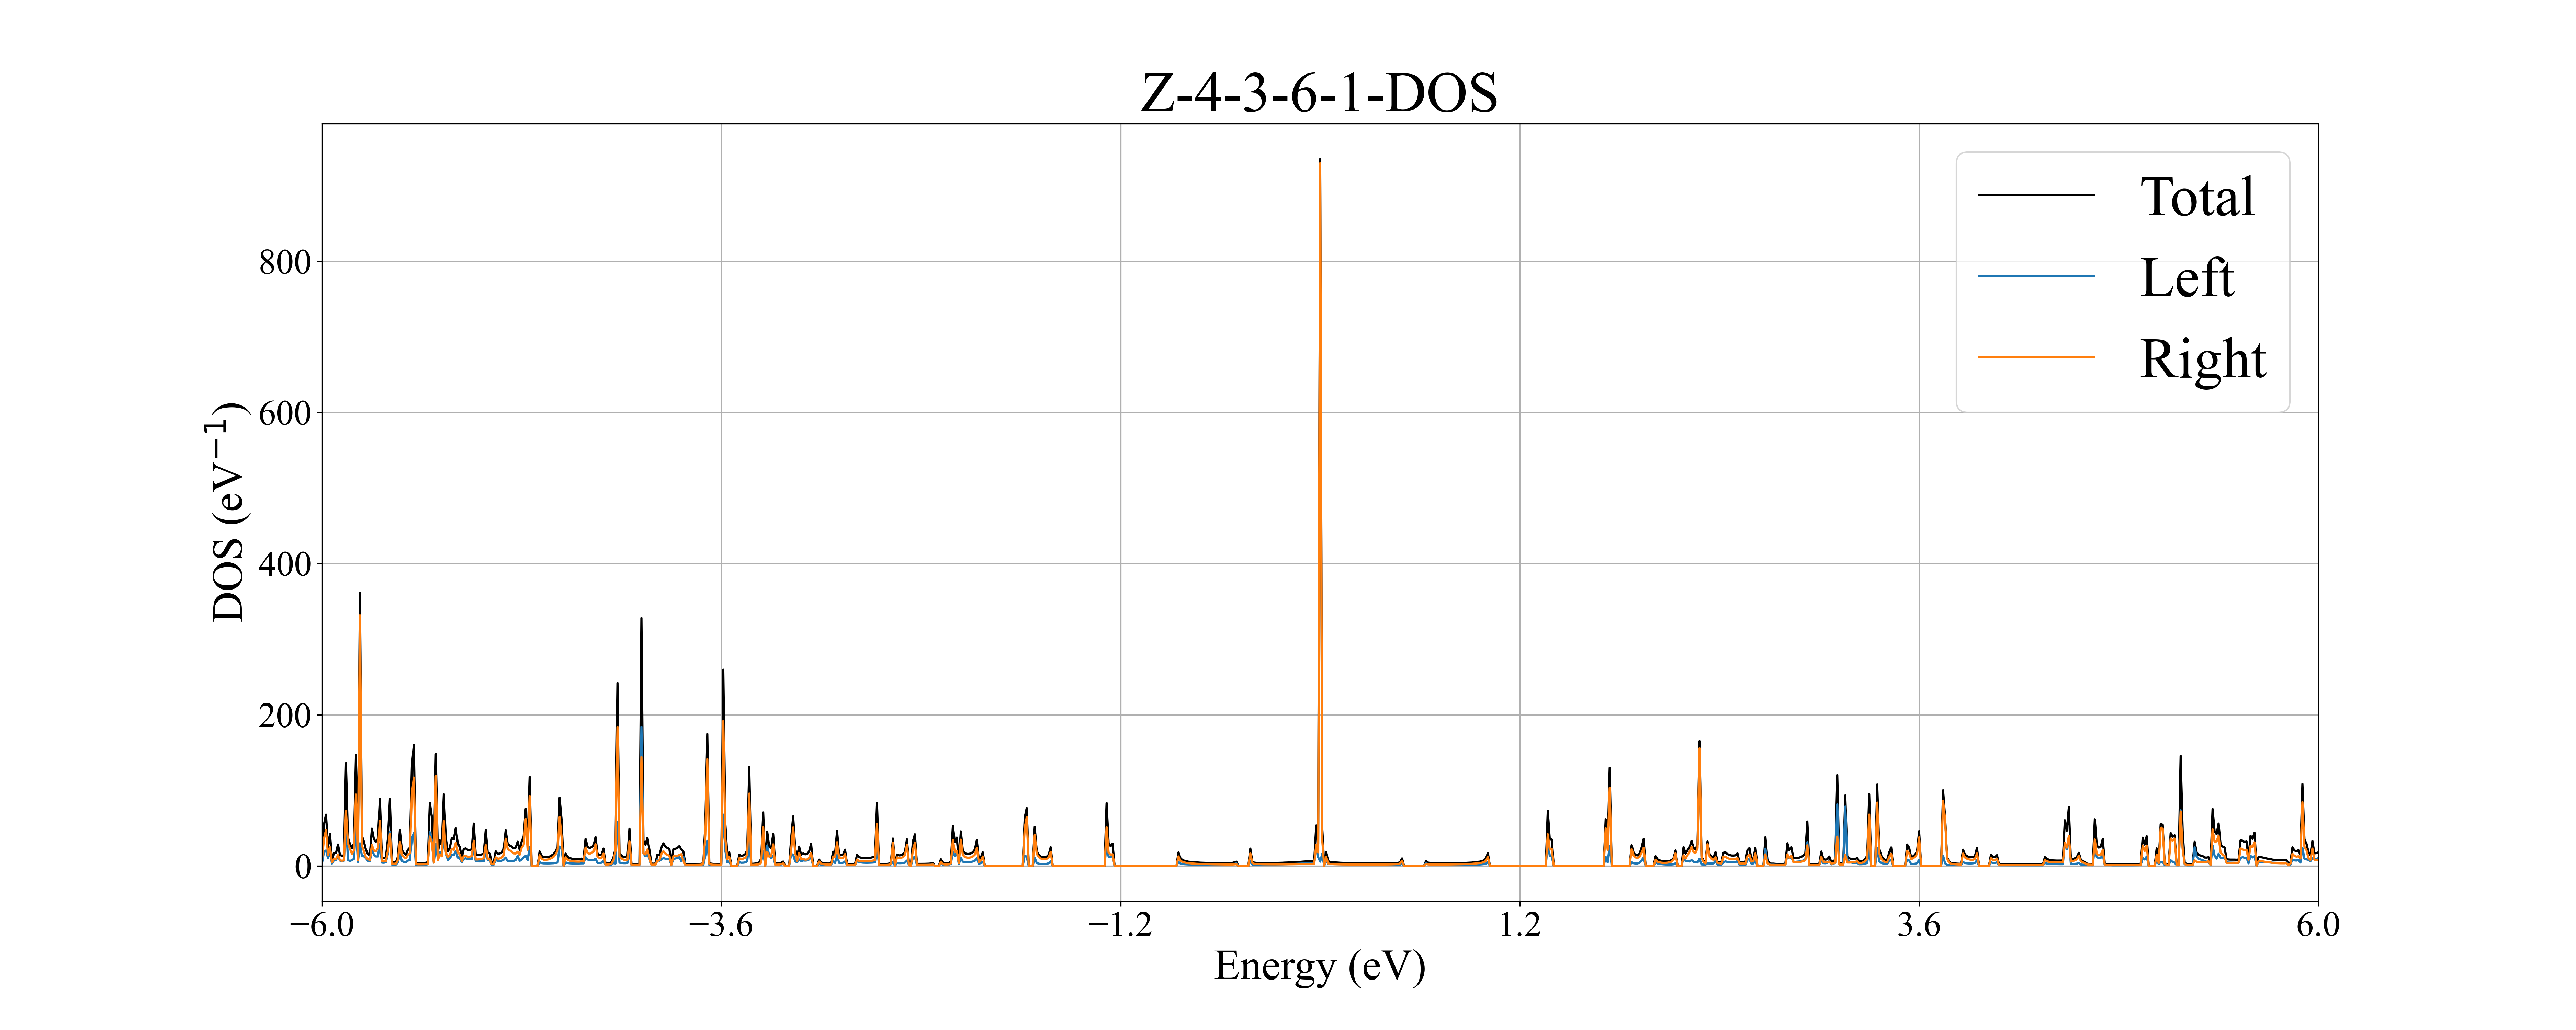 Z-4-3-6-1-DOS
Total
Left
Right
800
600
400
200
0
DOS (eV⁻¹)
−6.0
−3.6
−1.2
1.2
3.6
6.0
Energy (eV)